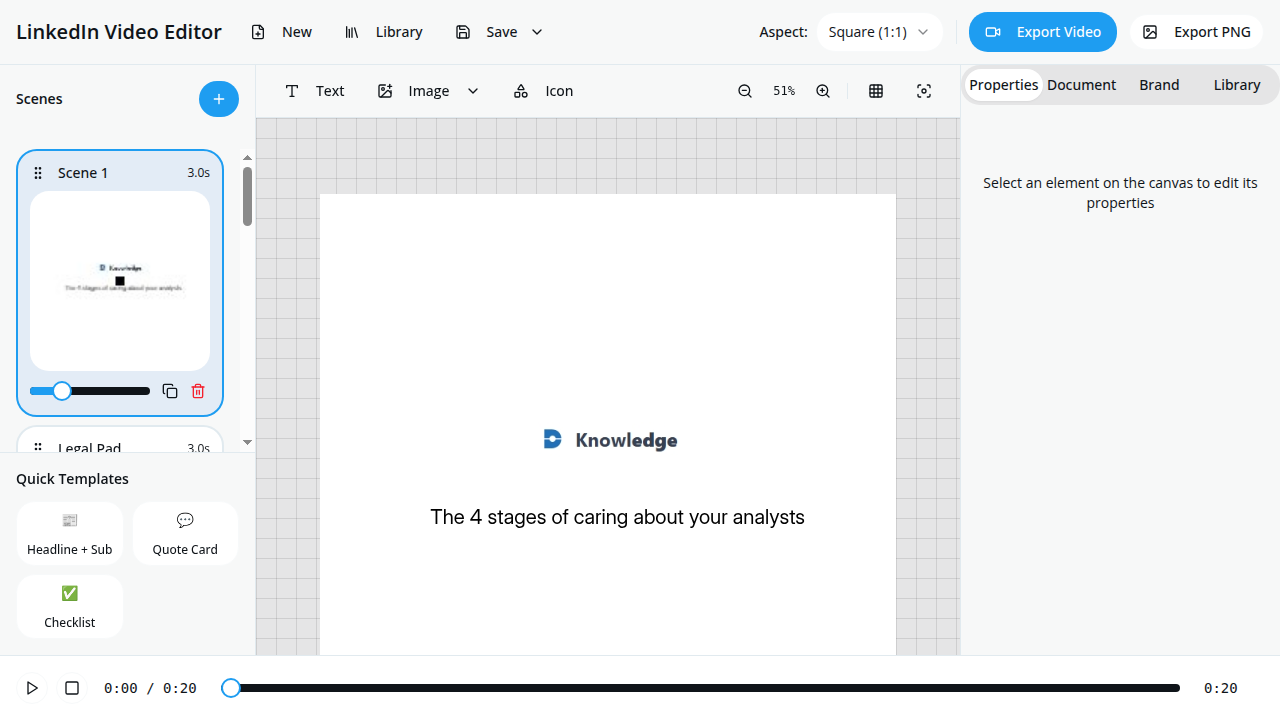 LinkedIn Video Editor
New
Library
Save
Aspect:
Square (1:1)
Export Video
Export PNG
Scenes
Text
Image
Icon
51%
Properties
Document
Brand
Library
Scene 1
3.0s
Knowledge
The 4 stages of caring about your analysts
Select an element on the canvas to edit its
properties
Legal Pad
3.0s
Knowledge
The 4 stages of caring about your analysts
Quick Templates
Headline + Sub
Quote Card
Checklist
0:00 / 0:20
0:20